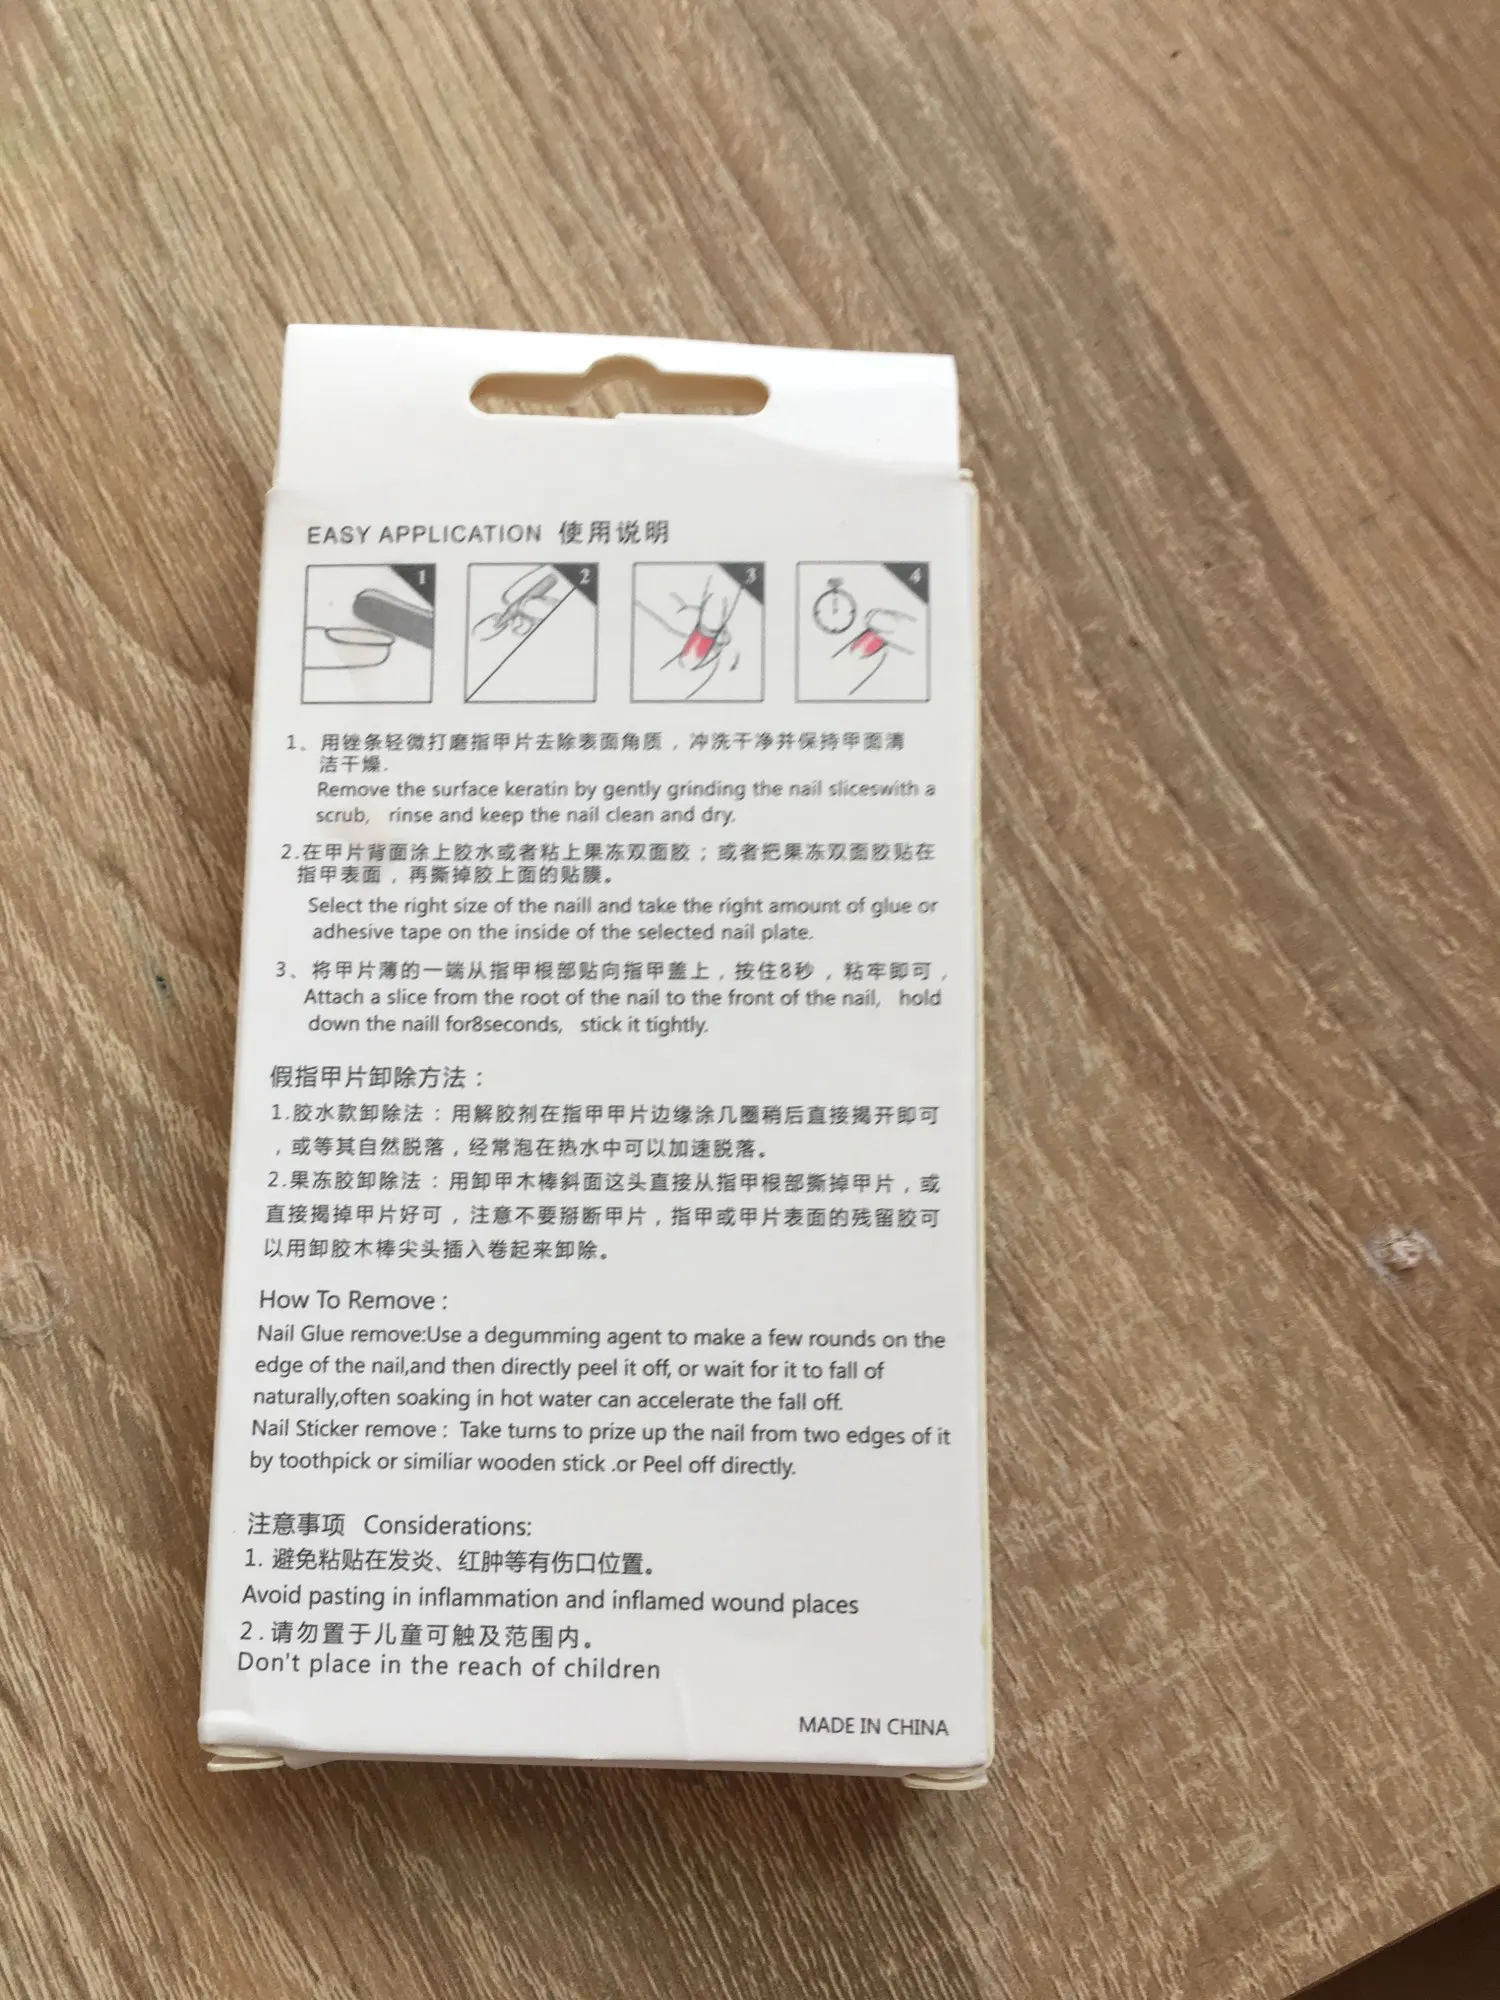 EASY APPLICATION 使用说明
1 2 3 4
1、用锉条轻微打磨指甲片去除表面角质，冲洗干净并保持甲面清
洁干燥.
Remove the surface keratin by gently grinding the nail sliceswith a
scrub, rinse and keep the nail clean and dry.
2.在甲片背面涂上胶水或者粘上果冻双面胶；或者把果冻双面胶贴在
指甲表面，再撕掉胶上面的贴膜。
Select the right size of the naill and take the right amount of glue or
adhesive tape on the inside of the selected nail plate.
3、将甲片薄的一端从指甲根部贴向指甲盖上，按住8秒，粘牢即可，
Attach a slice from the root of the nail to the front of the nail, hold
down the naill for8seconds, stick it tightly.
假指甲片卸除方法：
1.胶水款卸除法：用解胶剂在指甲甲片边缘涂几圈稍后直接揭开即可
，或等其自然脱落，经常泡在热水中可以加速脱落。
2.果冻胶卸除法：用卸甲木棒斜面这头直接从指甲根部撕掉甲片，或
直接揭掉甲片好可，注意不要掰断甲片，指甲或甲片表面的残留胶可
以用卸胶木棒尖头插入卷起来卸除。
How To Remove :
Nail Glue remove:Use a degumming agent to make a few rounds on the
edge of the nail,and then directly peel it off, or wait for it to fall of
naturally,often soaking in hot water can accelerate the fall off.
Nail Sticker remove : Take turns to prize up the nail from two edges of it
by toothpick or similiar wooden stick .or Peel off directly.
注意事项 Considerations:
1. 避免粘贴在发炎、红肿等有伤口位置。
Avoid pasting in inflammation and inflamed wound places
2.请勿置于儿童可触及范围内。
Don't place in the reach of children
MADE IN CHINA